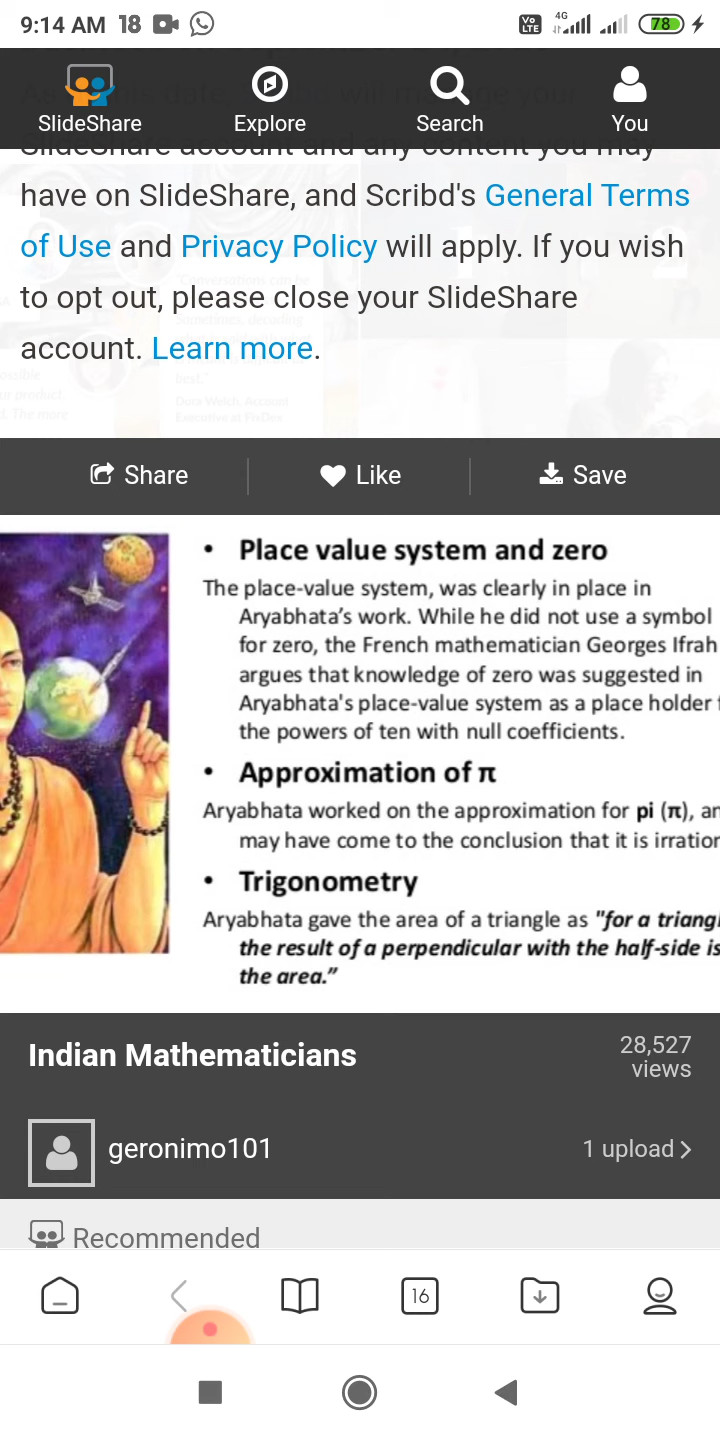 9:14 AM 18
Vo LTE 4G 78
SlideShare Explore Search You
SlideShare account and any content you may
have on SlideShare, and Scribd's General Terms
of Use and Privacy Policy will apply. If you wish
to opt out, please close your SlideShare
account. Learn more.
Share Like Save
• Place value system and zero
The place-value system, was clearly in place in
Aryabhata’s work. While he did not use a symbol
for zero, the French mathematician Georges Ifrah
argues that knowledge of zero was suggested in
Aryabhata's place-value system as a place holder
the powers of ten with null coefficients.
• Approximation of π
Aryabhata worked on the approximation for pi (π),
may have come to the conclusion that it is
• Trigonometry
Aryabhata gave the area of a triangle as "for a
the result of a perpendicular with the half-side is
the area.”
Indian Mathematicians
28,527
views
geronimo101
1 upload
Recommended
16